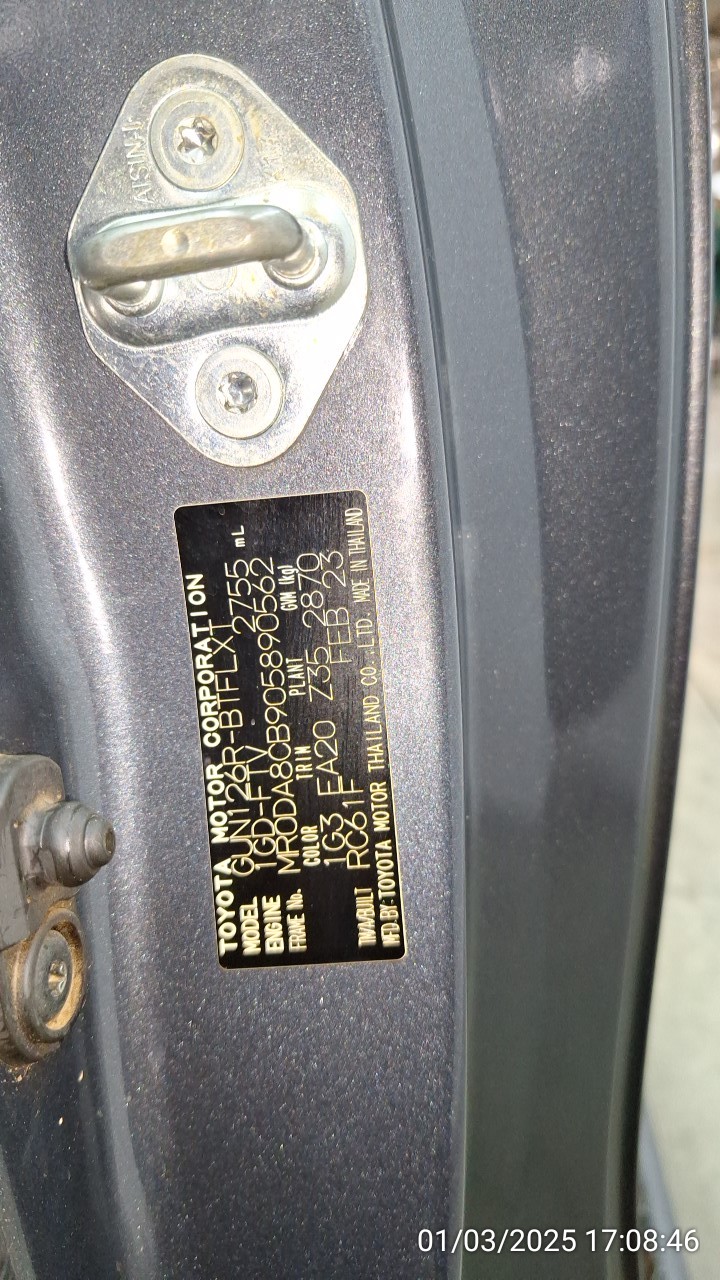 AISIN-II
TOYOTA MOTOR CORPORATION
MODEL GUN126R-BTFLXT
ENGINE 1GD-FTV 2755 mL
FRAME No. MR0DA8CB905890562
COLOR TRIM PLANT GVM (kg)
1G3 FA20 Z35 2870
TMA/BUILT RC61F FEB 23
MFD.BY:TOYOTA MOTOR THAILAND CO.,LTD. MADE IN THAILAND
01/03/2025 17:08:46